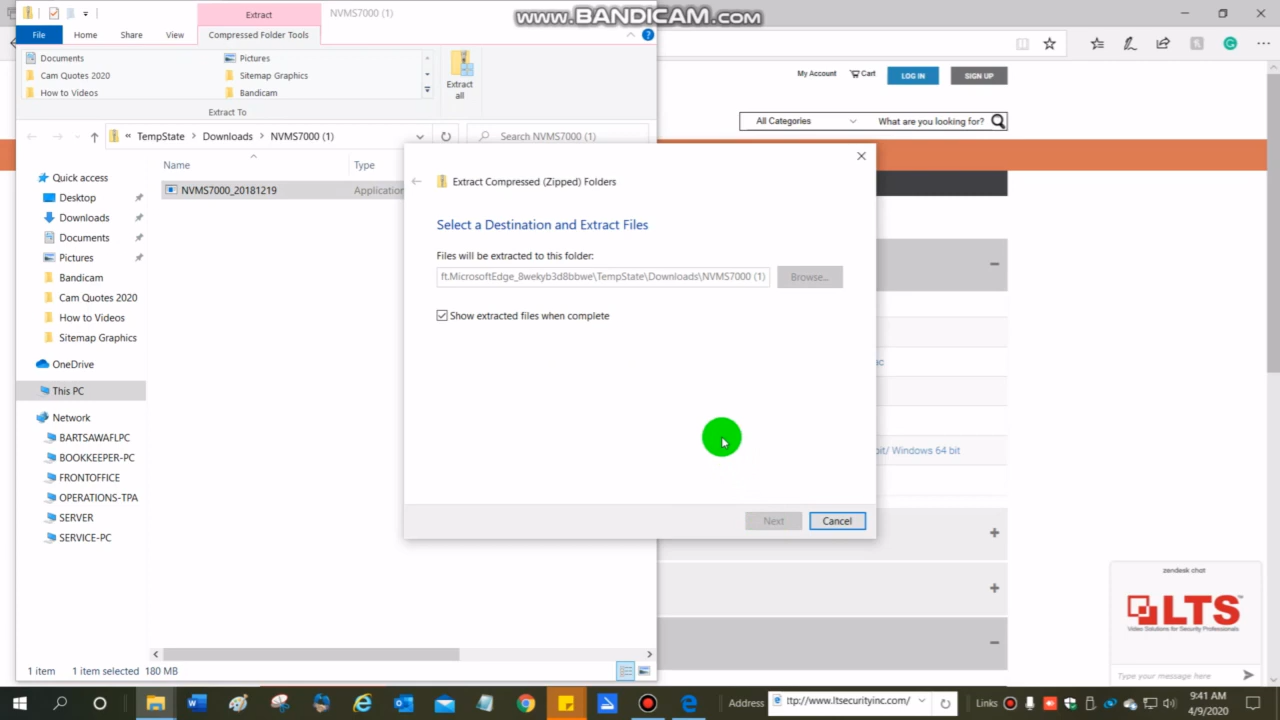 www.BANDICAM.com
Extract
NVMS7000 (1)
File
Home
Share
View
Compressed Folder Tools
Documents
Pictures
Cam Quotes 2020
Sitemap Graphics
How to Videos
Bandicam
Extract all
Extract To
« TempState > Downloads > NVMS7000 (1)
Search NVMS7000 (1)
My Account
Cart
LOG IN
SIGN UP
All Categories
What are you looking for?
Name
Type
NVMS7000_20181219
Application
Quick access
Desktop
Downloads
Documents
Pictures
Bandicam
Cam Quotes 2020
How to Videos
Sitemap Graphics
OneDrive
This PC
Network
BARTSAWAFLPC
BOOKKEEPER-PC
FRONTOFFICE
OPERATIONS-TPA
SERVER
SERVICE-PC
Extract Compressed (Zipped) Folders
Select a Destination and Extract Files
Files will be extracted to this folder:
ft.MicrosoftEdge_8wekyb3d8bbwe\TempState\Downloads\NVMS7000 (1)
Browse...
Show extracted files when complete
Next
Cancel
bit/ Windows 64 bit
zendesk chat
LTS
Video Solutions for Security Professionals
Type your message here
1 item
1 item selected 180 MB
Address
ttp://www.ltsecurityinc.com/
Links
9:41 AM
4/9/2020